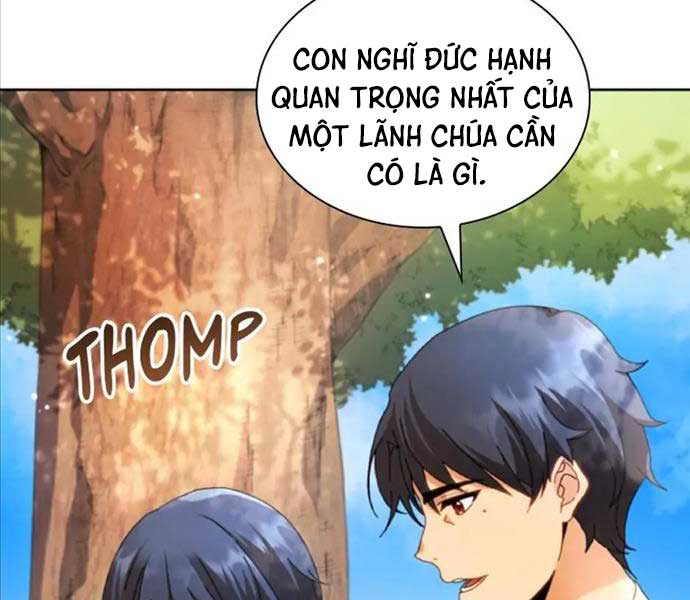 CON NGHĨ ĐỨC HẠNH
QUAN TRỌNG NHẤT CỦA
MỘT LÃNH CHÚA CẦN
CÓ LÀ GÌ.
THOMP